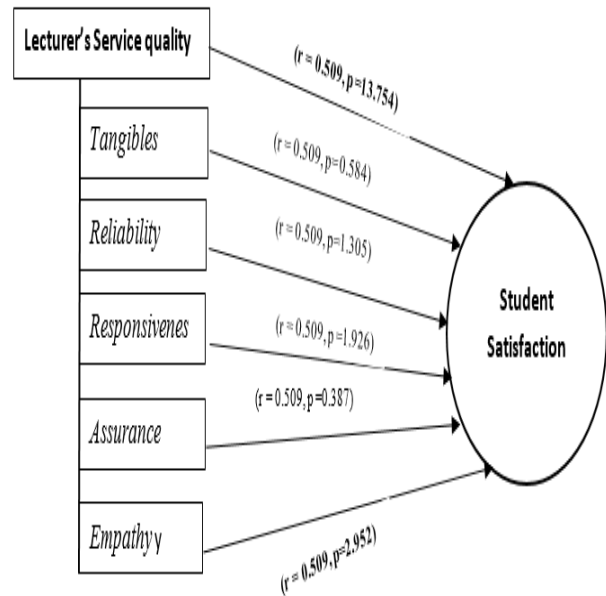 Lecturer's Service quality
(r = 0.509, p=13.754)
Tangibles
(r = 0.509, p=0.584)
Reliability
(r = 0.509, p=1.305)
Responsivenes
(r = 0.509, p=1.926)
Student
Satisfaction
(r = 0.509, p=0.387)
Assurance
Empathyy
(r = 0.509, p=2.952)